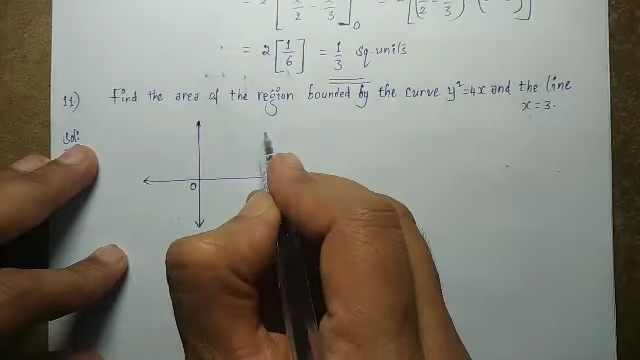 = 2 [1/6] = 1/3 sq.units
11) Find the area of the region bounded by the curve y²=4x and the line
x=3.
Sol:
O